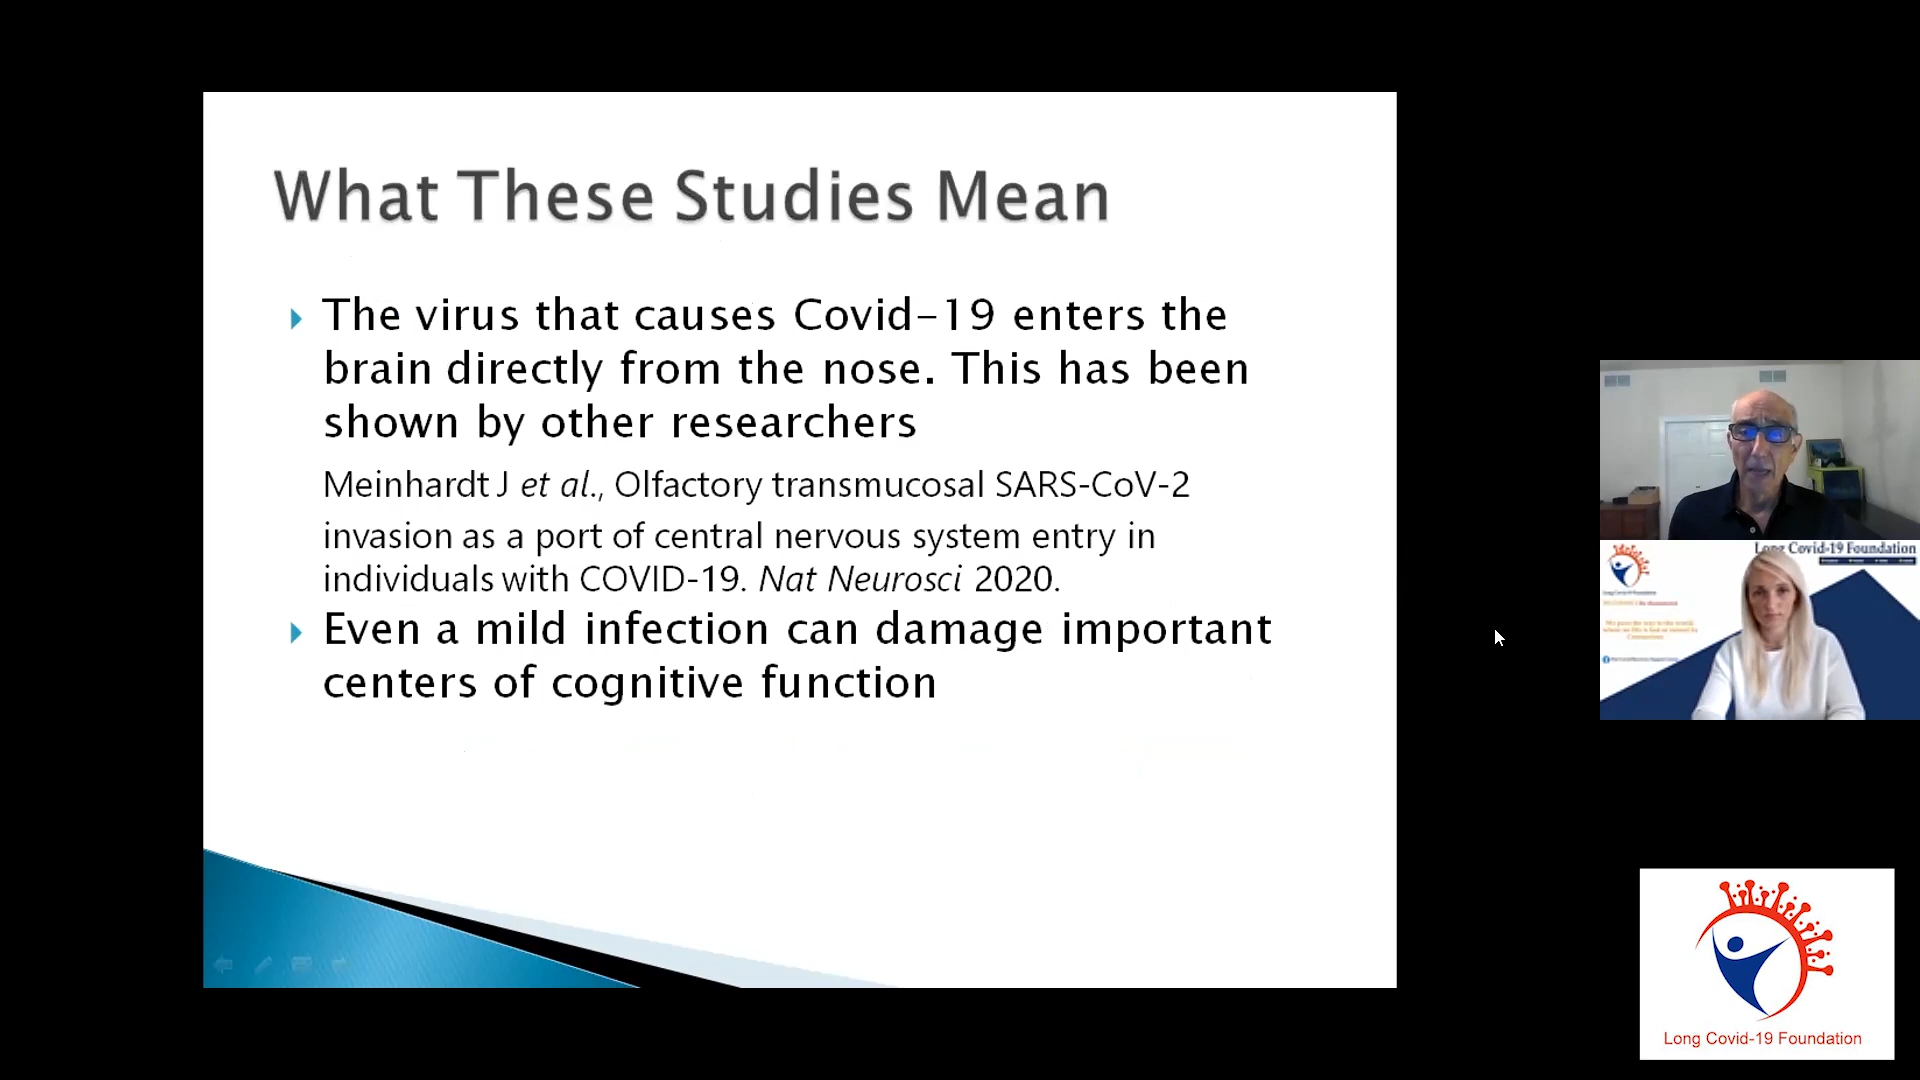 What These Studies Mean
The virus that causes Covid-19 enters the
brain directly from the nose. This has been
shown by other researchers
Meinhardt J et al., Olfactory transmucosal SARS-CoV-2
invasion as a port of central nervous system entry in
individuals with COVID-19. Nat Neurosci 2020.
Even a mild infection can damage important
centers of cognitive function
Long Covid-19 Foundation
Long Covid-19 Foundation